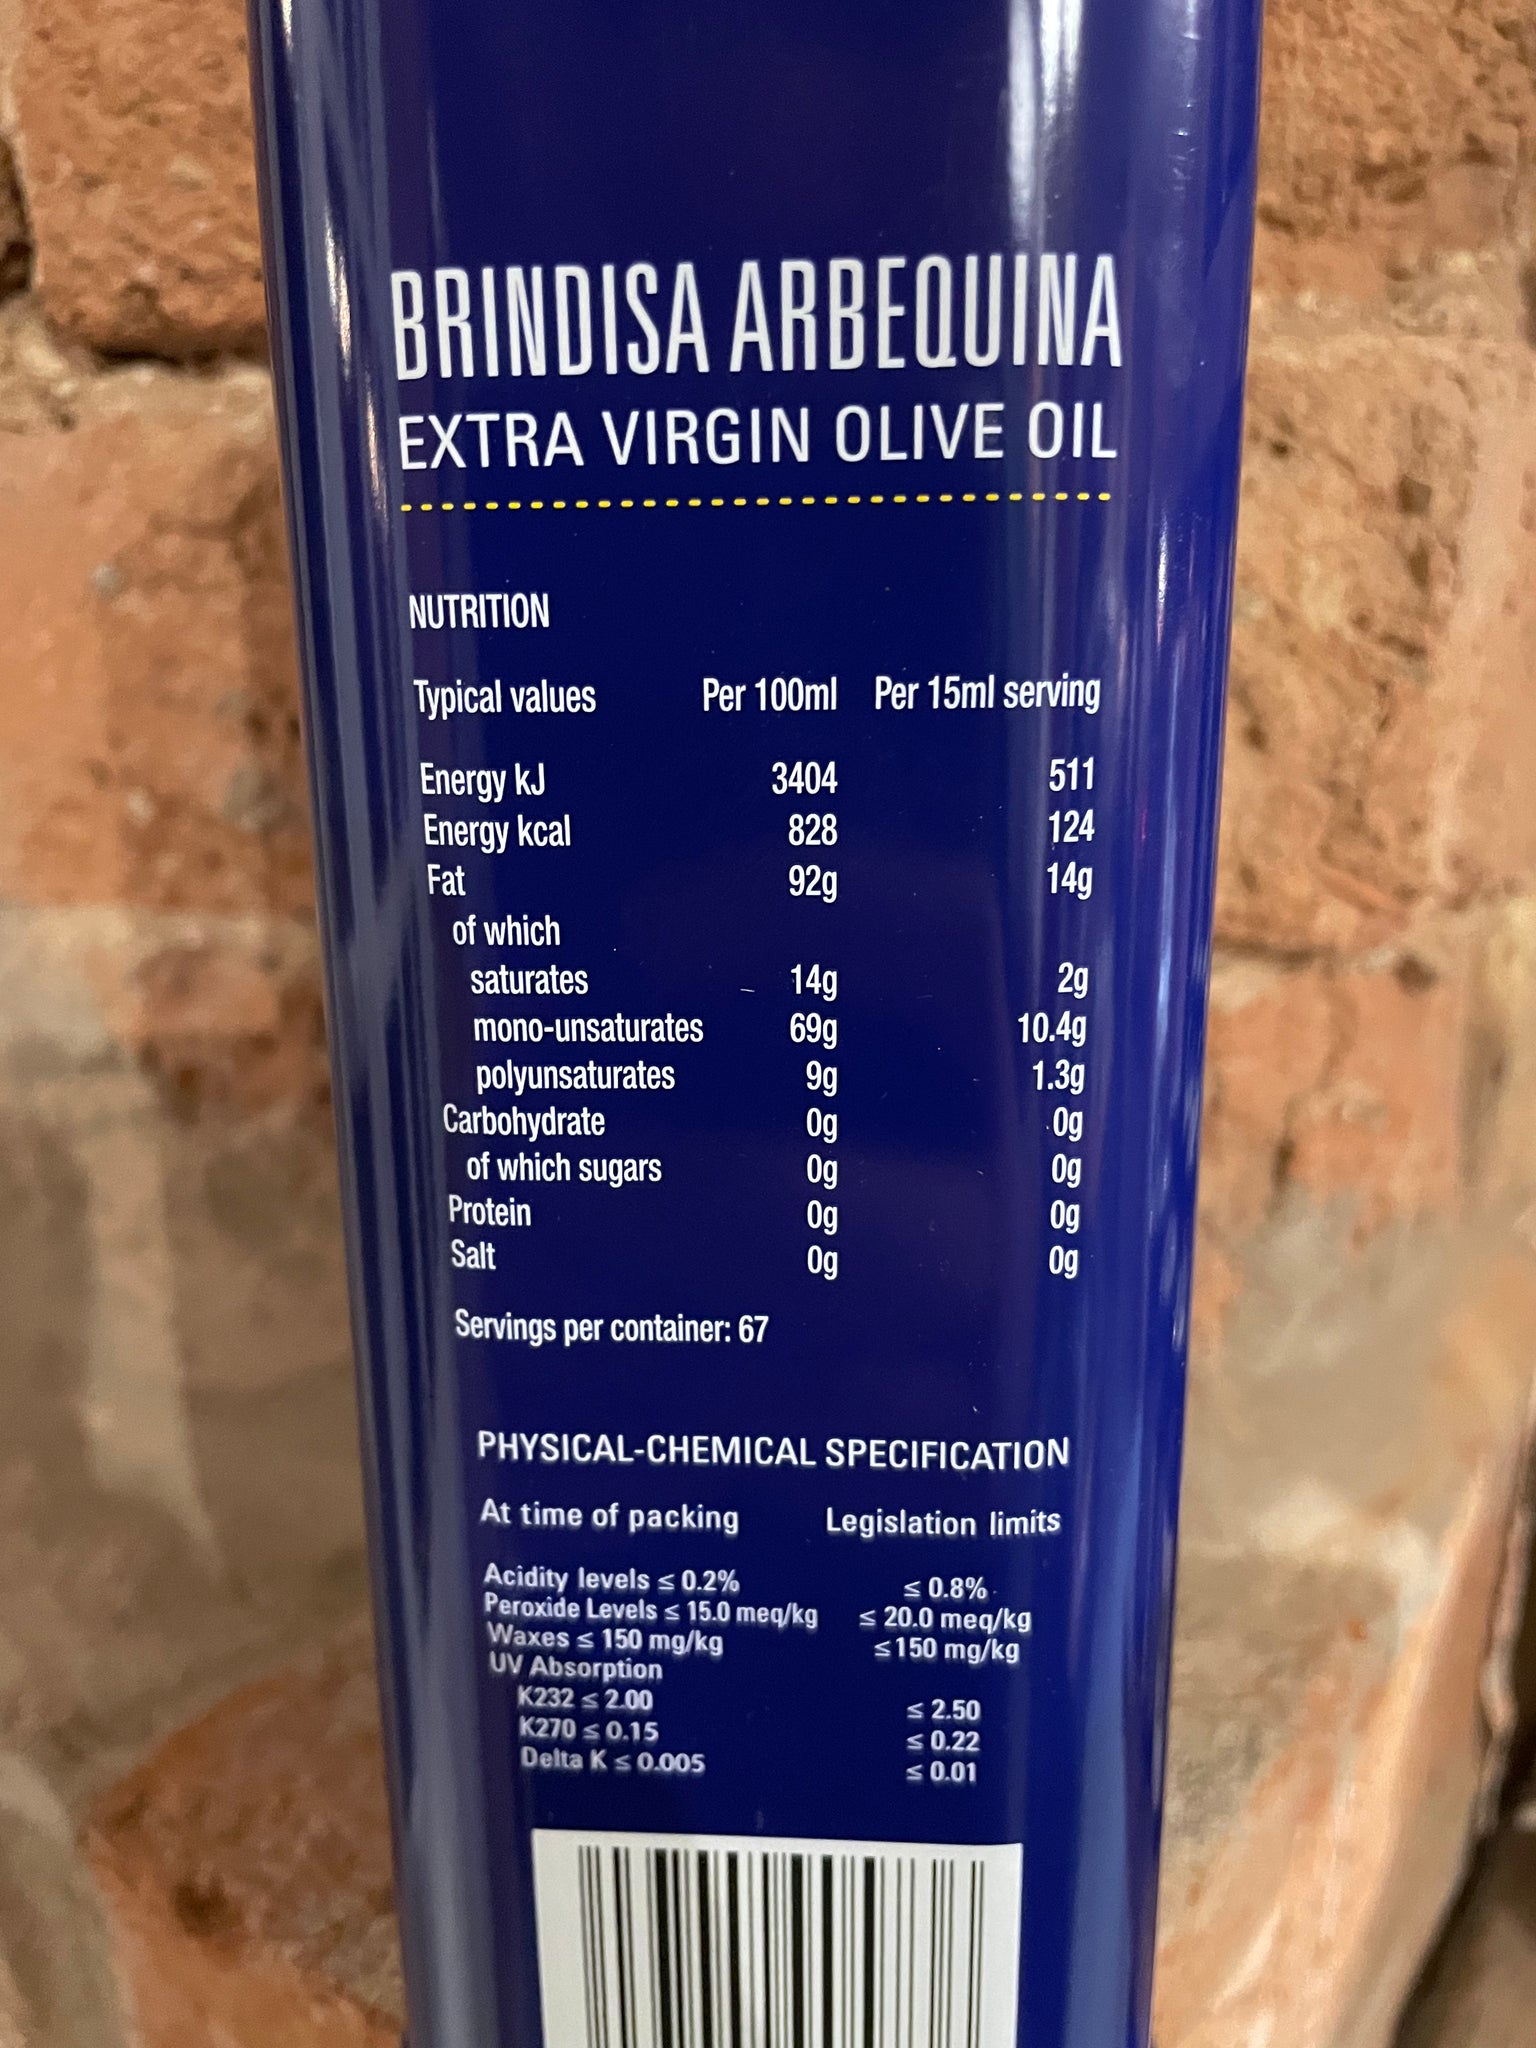 BRINDISA ARBEQUINA
EXTRA VIRGIN OLIVE OIL
NUTRITION
Typical values Per 100ml Per 15ml serving
Energy kJ 3404 511
Energy kcal 828 124
Fat 92g 14g
of which
saturates 14g 2g
mono-unsaturates 69g 10.4g
polyunsaturates 9g 1.3g
Carbohydrate 0g 0g
of which sugars 0g 0g
Protein 0g 0g
Salt 0g 0g
Servings per container: 67
PHYSICAL-CHEMICAL SPECIFICATION
At time of packing Legislation limits
Acidity levels ≤ 0.2% ≤ 0.8%
Peroxide Levels ≤ 15.0 meq/kg ≤ 20.0 meq/kg
Waxes ≤ 150 mg/kg ≤150 mg/kg
UV Absorption
K232 ≤ 2.00 ≤ 2.50
K270 ≤ 0.15 ≤ 0.22
Delta K ≤ 0.005 ≤ 0.01